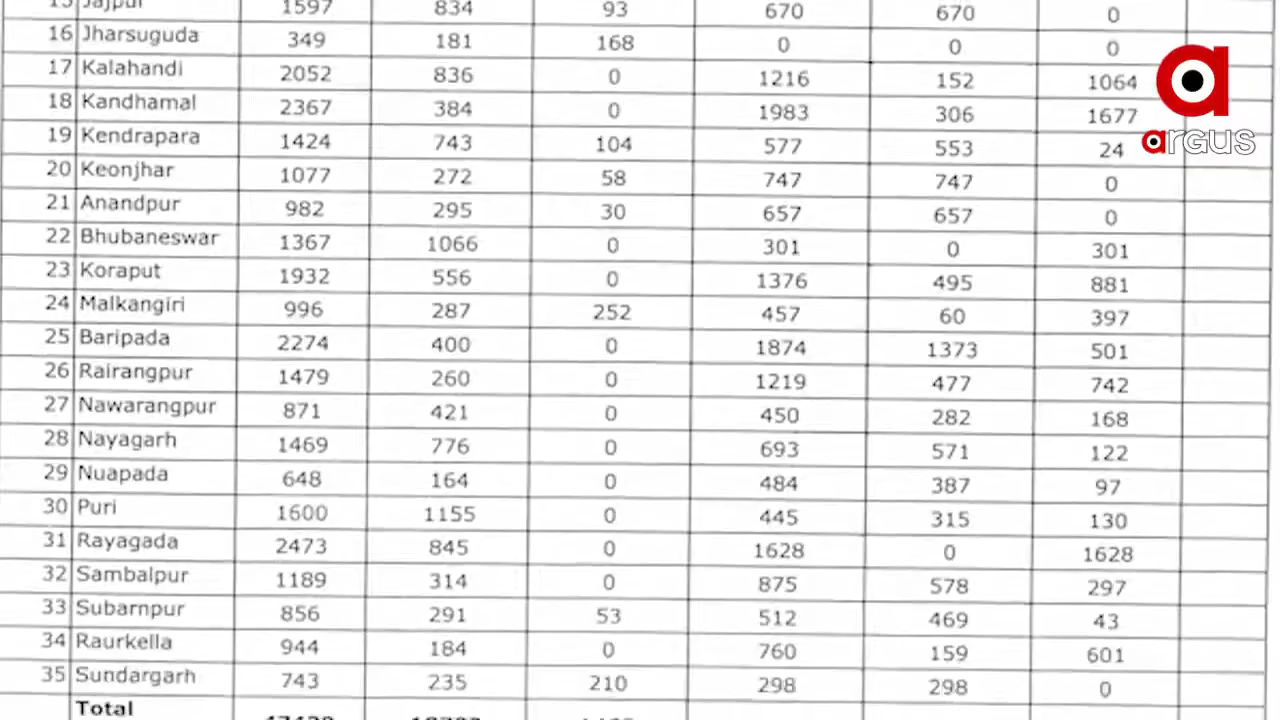 15 Jajpur 1597 834 93 670 670 0
16 Jharsuguda 349 181 168 0 0 0
17 Kalahandi 2052 836 0 1216 152 1064
18 Kandhamal 2367 384 0 1983 306 1677
19 Kendrapara 1424 743 104 577 553 24
argus
20 Keonjhar 1077 272 58 747 747 0
21 Anandpur 982 295 30 657 657 0
22 Bhubaneswar 1367 1066 0 301 0 301
23 Koraput 1932 556 0 1376 495 881
24 Malkangiri 996 287 252 457 60 397
25 Baripada 2274 400 0 1874 1373 501
26 Rairangpur 1479 260 0 1219 477 742
27 Nawarangpur 871 421 0 450 282 168
28 Nayagarh 1469 776 0 693 571 122
29 Nuapada 648 164 0 484 387 97
30 Puri 1600 1155 0 445 315 130
31 Rayagada 2473 845 0 1628 0 1628
32 Sambalpur 1189 314 0 875 578 297
33 Subarnpur 856 291 53 512 469 43
34 Raurkella 944 184 0 760 159 601
35 Sundargarh 743 235 210 298 298 0
Total